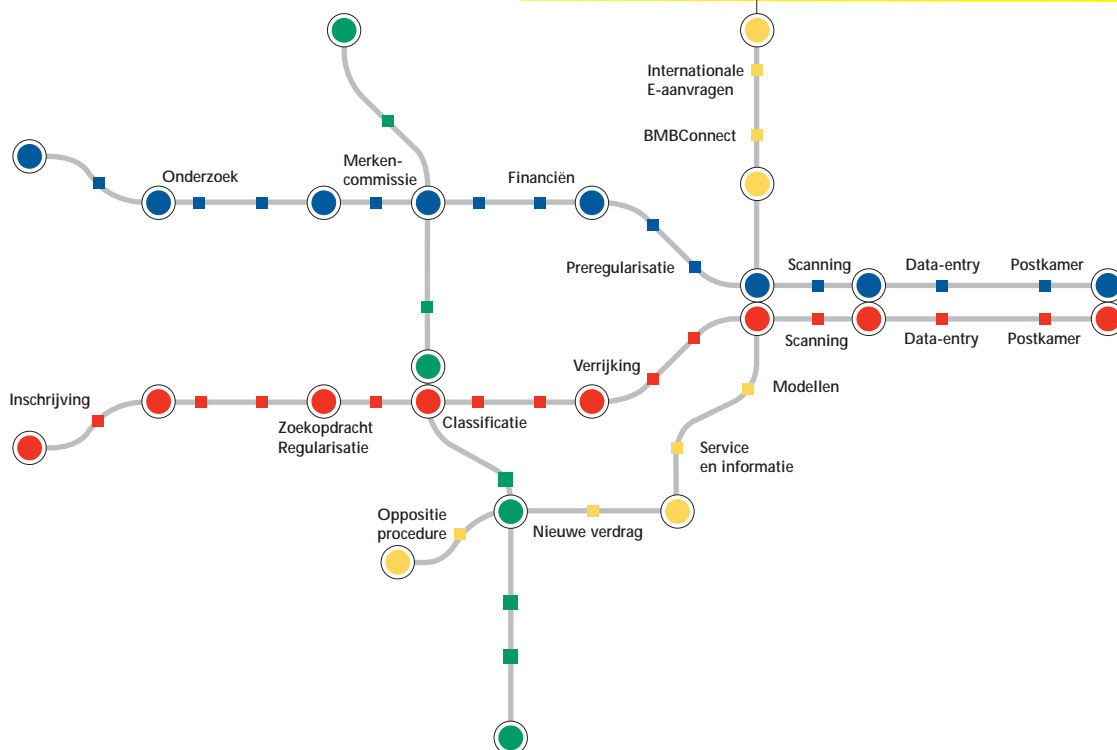 Internationale
E-aanvragen
BMBConnect
Onderzoek
Merken-
commissie
Financiën
Preregularisatie
Scanning
Data-entry
Postkamer
Scanning
Data-entry
Postkamer
Verrijking
Modellen
Inschrijving
Zoekopdracht
Regularisatie
Classificatie
Service
en informatie
Oppositie
procedure
Nieuwe verdrag